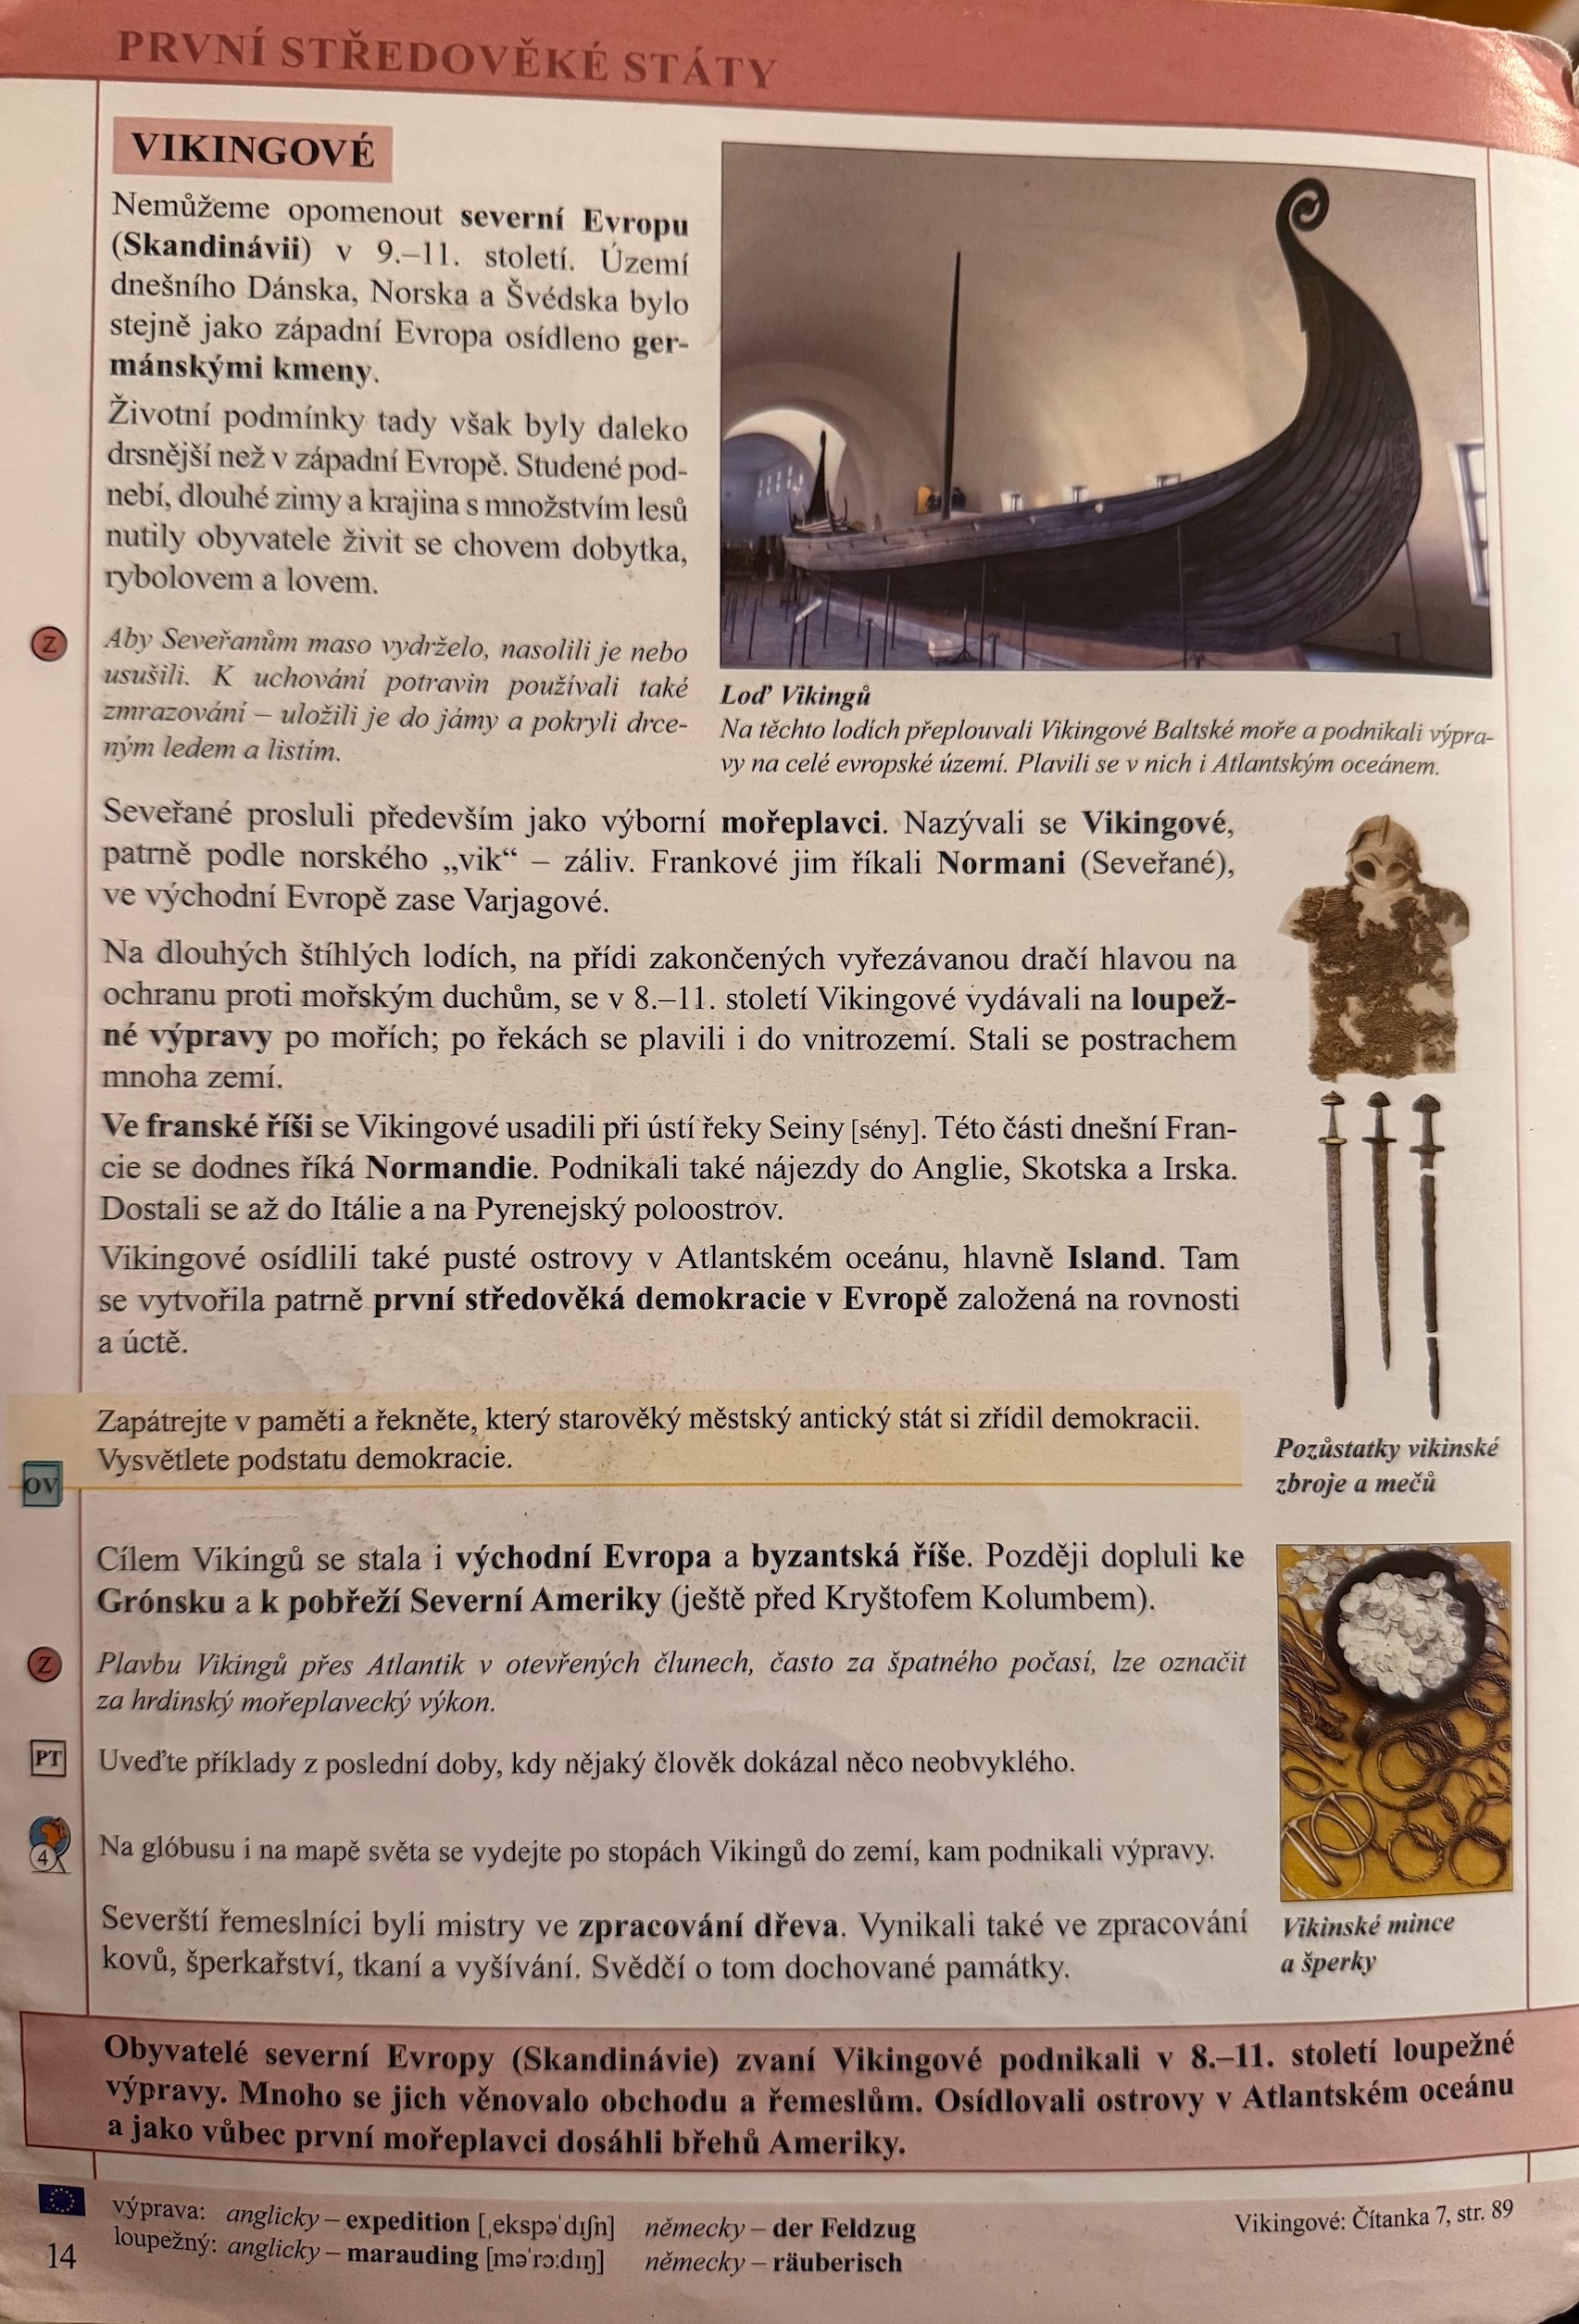 PRVNÍ STŘEDOVĚKÉ STÁTY
VIKINGOVÉ
Nemůžeme opomenout severní Evropu
(Skandinávii) v 9.–11. století. Území
dnešního Dánska, Norska a Švédska bylo
stejně jako západní Evropa osídleno ger-
mánskými kmeny.
Životní podmínky tady však byly daleko
drsnější než v západní Evropě. Studené pod-
nebí, dlouhé zimy a krajina s množstvím lesů
nutily obyvatele živit se chovem dobytka,
rybolovem a lovem.
Z
Aby Seveřanům maso vydrželo, nasolili je nebo
usušili. K uchování potravin používali také
zmrazování – uložili je do jámy a pokryli drce-
ným ledem a listím.
Loď Vikingů
Na těchto lodích přeplouvali Vikingové Baltské moře a podnikali výpra-
vy na celé evropské území. Plavili se v nich i Atlantským oceánem.
Seveřané prosluli především jako výborní mořeplavci. Nazývali se Vikingové,
patrně podle norského „vik“ – záliv. Frankové jim říkali Normani (Seveřané),
ve východní Evropě zase Varjagové.
Na dlouhých štíhlých lodích, na přídi zakončených vyřezávanou dračí hlavou na
ochranu proti mořským duchům, se v 8.–11. století Vikingové vydávali na loupež-
né výpravy po mořích; po řekách se plavili i do vnitrozemí. Stali se postrachem
mnoha zemí.
Ve franské říši se Vikingové usadili při ústí řeky Seiny [sény]. Této části dnešní Fran-
cie se dodnes říká Normandie. Podnikali také nájezdy do Anglie, Skotska a Irska.
Dostali se až do Itálie a na Pyrenejský poloostrov.
Vikingové osídlili také pusté ostrovy v Atlantském oceánu, hlavně Island. Tam
se vytvořila patrně první středověká demokracie v Evropě založená na rovnosti
a úctě.
Zapátrejte v paměti a řekněte, který starověký městský antický stát si zřídil demokracii.
Vysvětlete podstatu demokracie.
OV
Pozůstatky vikinské
zbroje a mečů
Cílem Vikingů se stala i východní Evropa a byzantská říše. Později dopluli ke
Grónsku a k pobřeží Severní Ameriky (ještě před Kryštofem Kolumbem).
Z
Plavbu Vikingů přes Atlantik v otevřených člunech, často za špatného počasí, lze označit
za hrdinský mořeplavecký výkon.
PT
Uveďte příklady z poslední doby, kdy nějaký člověk dokázal něco neobvyklého.
4
Na glóbusu i na mapě světa se vydejte po stopách Vikingů do zemí, kam podnikali výpravy.
Severští řemeslníci byli mistry ve zpracování dřeva. Vynikali také ve zpracování
kovů, šperkařství, tkaní a vyšívání. Svědčí o tom dochované památky.
Vikinské mince
a šperky
Obyvatelé severní Evropy (Skandinávie) zvaní Vikingové podnikali v 8.–11. století loupežné
výpravy. Mnoho se jich věnovalo obchodu a řemeslům. Osídlovali ostrovy v Atlantském oceánu
a jako vůbec první mořeplavci dosáhli břehů Ameriky.
výprava: anglicky – expedition [ˌekspəˈdɪʃn] německy – der Feldzug
loupežný: anglicky – marauding [məˈrɔːdɪŋ] německy – räuberisch
Vikingové: Čítanka 7, str. 89
14